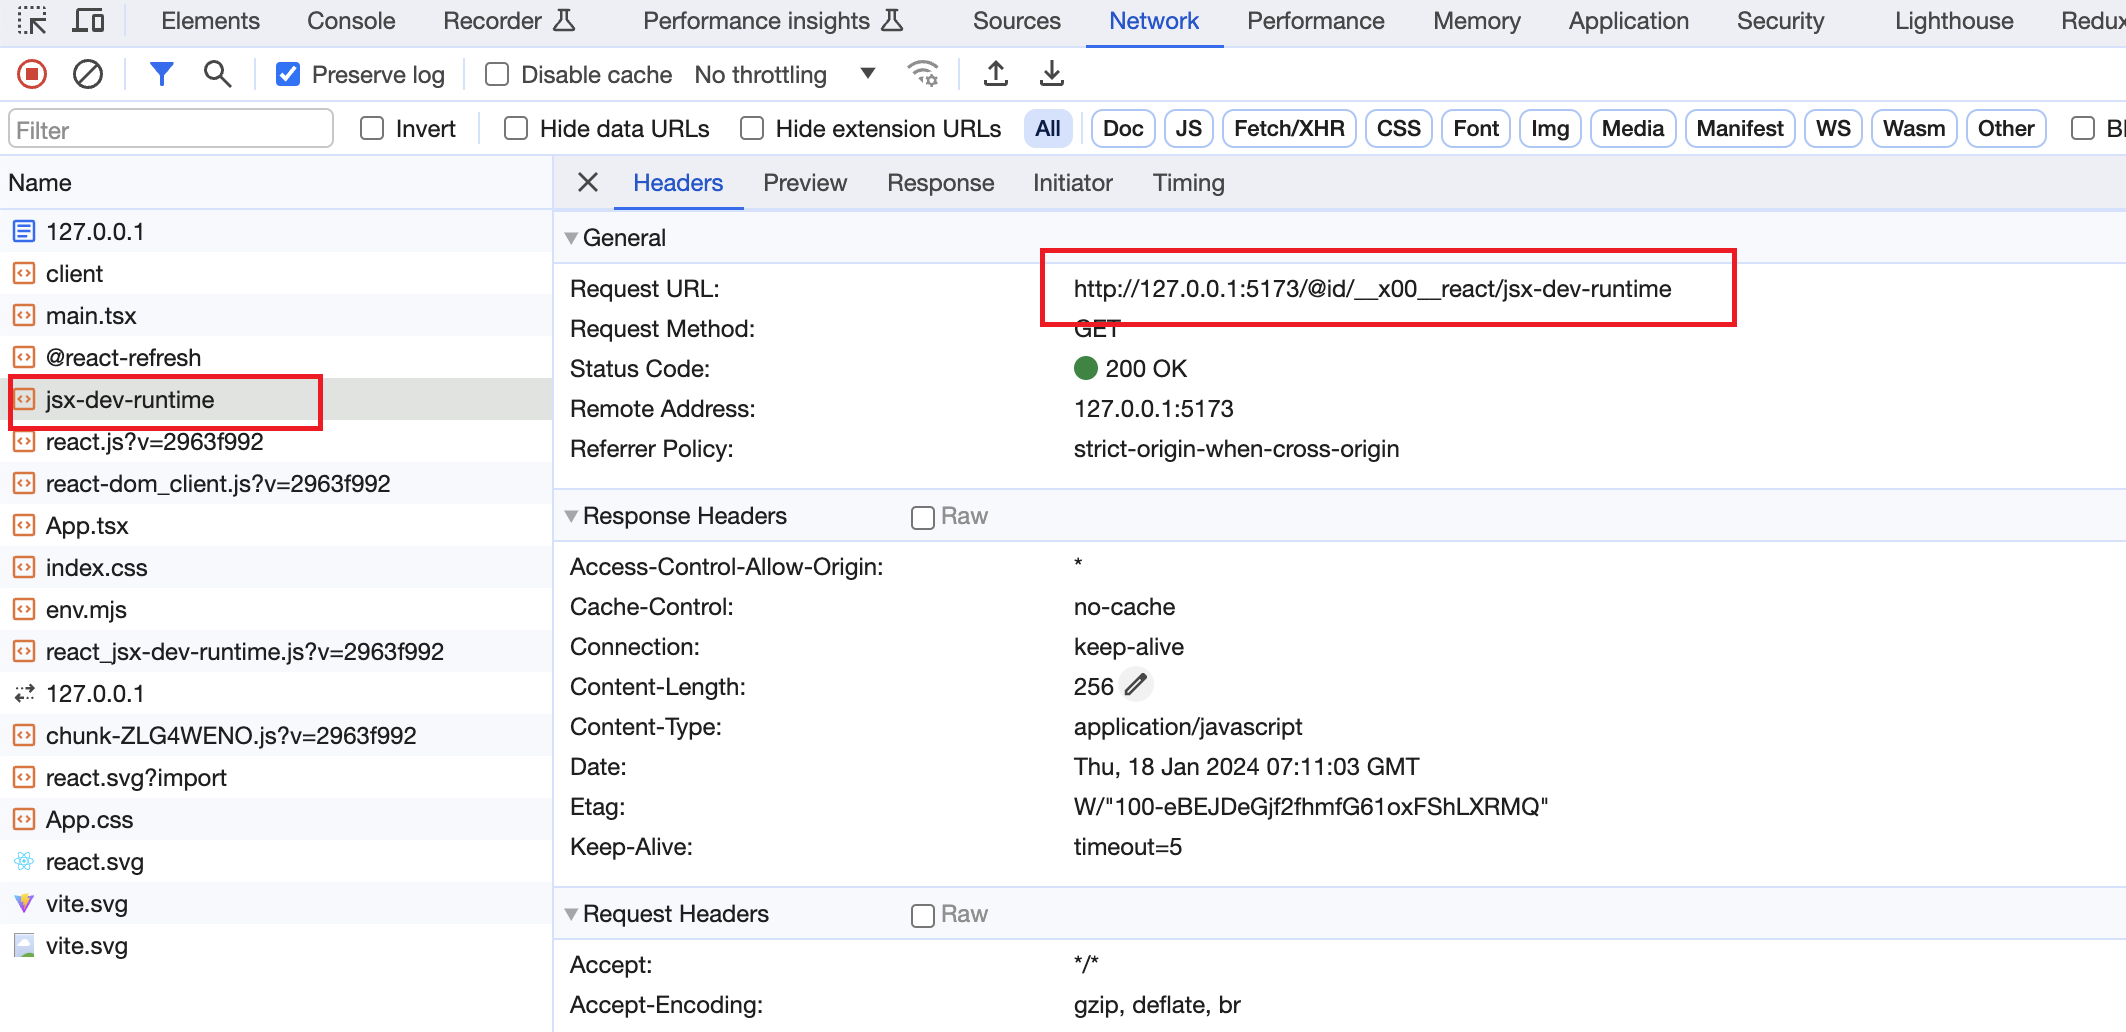 Elements Console Recorder Performance insights Sources Network Performance Memory Application Security Lighthouse Redux
Preserve log Disable cache No throttling
Filter Invert Hide data URLs Hide extension URLs All Doc JS Fetch/XHR CSS Font Img Media Manifest WS Wasm Other Bl
Name
127.0.0.1
client
main.tsx
@react-refresh
jsx-dev-runtime
react.js?v=2963f992
react-dom_client.js?v=2963f992
App.tsx
index.css
env.mjs
react_jsx-dev-runtime.js?v=2963f992
127.0.0.1
chunk-ZLG4WENO.js?v=2963f992
react.svg?import
App.css
react.svg
vite.svg
vite.svg
Headers Preview Response Initiator Timing
General
Request URL: http://127.0.0.1:5173/@id/__x00__react/jsx-dev-runtime
Request Method: GET
Status Code: 200 OK
Remote Address: 127.0.0.1:5173
Referrer Policy: strict-origin-when-cross-origin
Response Headers Raw
Access-Control-Allow-Origin: *
Cache-Control: no-cache
Connection: keep-alive
Content-Length: 256
Content-Type: application/javascript
Date: Thu, 18 Jan 2024 07:11:03 GMT
Etag: W/"100-eBEJDeGjf2fhmfG61oxFShLXRMQ"
Keep-Alive: timeout=5
Request Headers Raw
Accept: */*
Accept-Encoding: gzip, deflate, br